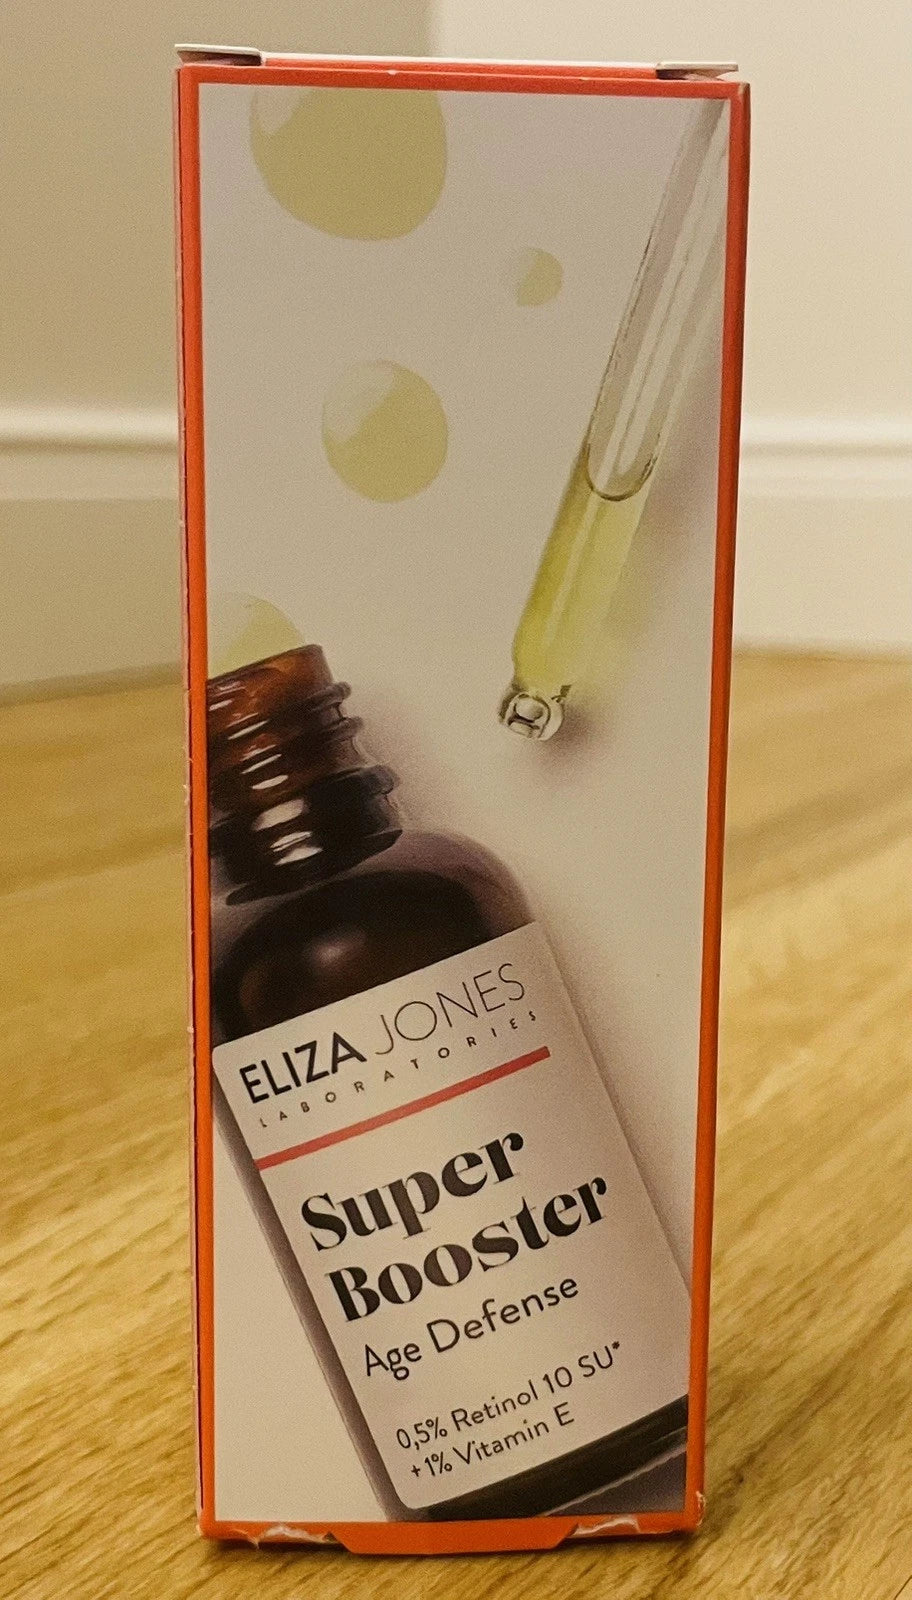 ELIZA JONES
LABORATORIES
Super
Booster
Age Defense
0,5% Retinol 10 SU*
+1% Vitamin E